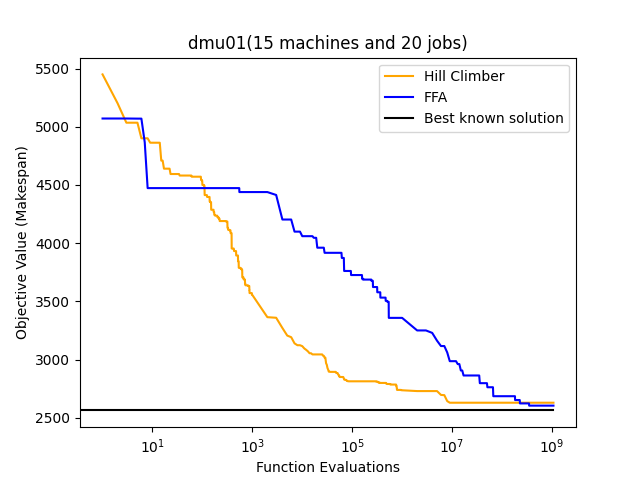 dmu01(15 machines and 20 jobs)
Hill Climber
FFA
Best known solution
Objective Value (Makespan)
5500
5000
4500
4000
3500
3000
2500
10^1
10^3
10^5
10^7
10^9
Function Evaluations